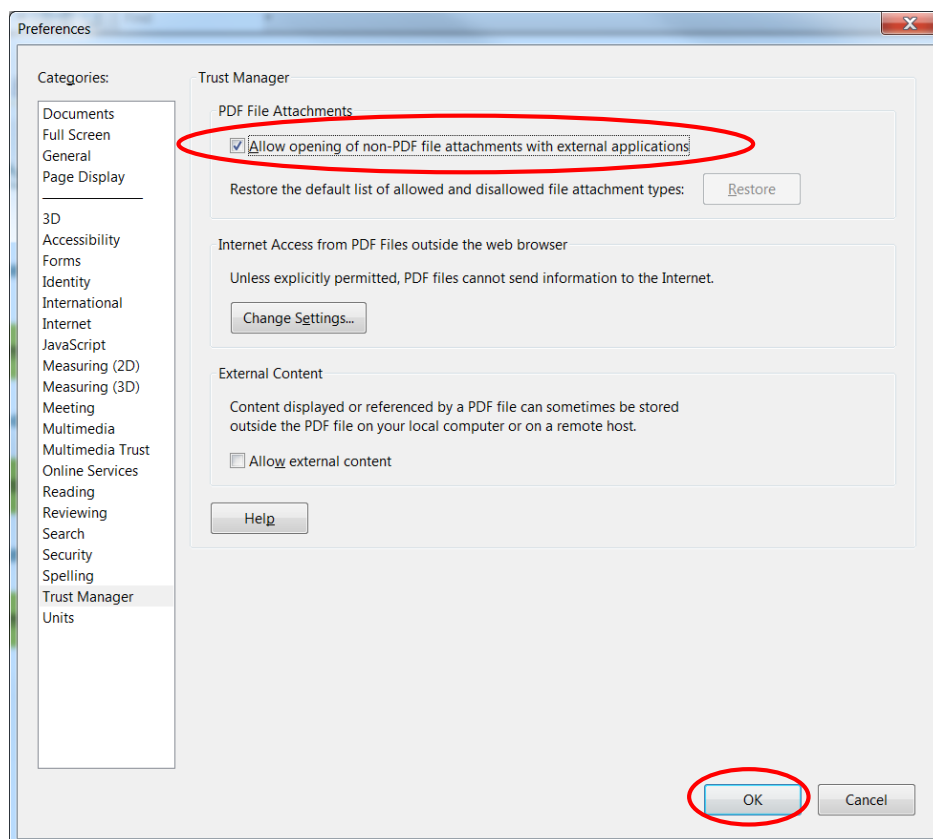 Preferences
Categories:
Documents
Full Screen
General
Page Display
3D
Accessibility
Forms
Identity
International
Internet
JavaScript
Measuring (2D)
Measuring (3D)
Meeting
Multimedia
Multimedia Trust
Online Services
Reading
Reviewing
Search
Security
Spelling
Trust Manager
Units
Trust Manager
PDF File Attachments
Allow opening of non-PDF file attachments with external applications
Restore the default list of allowed and disallowed file attachment types:
Restore
Internet Access from PDF Files outside the web browser
Unless explicitly permitted, PDF files cannot send information to the Internet.
Change Settings...
External Content
Content displayed or referenced by a PDF file can sometimes be stored
outside the PDF file on your local computer or on a remote host.
Allow external content
Help
OK
Cancel